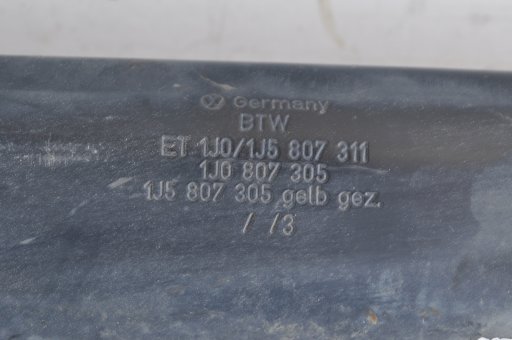 Germany
BTW
ET 1J0/1J5 807 311
1J0 807 305
1J5 807 305 gelb gez.
/ /3